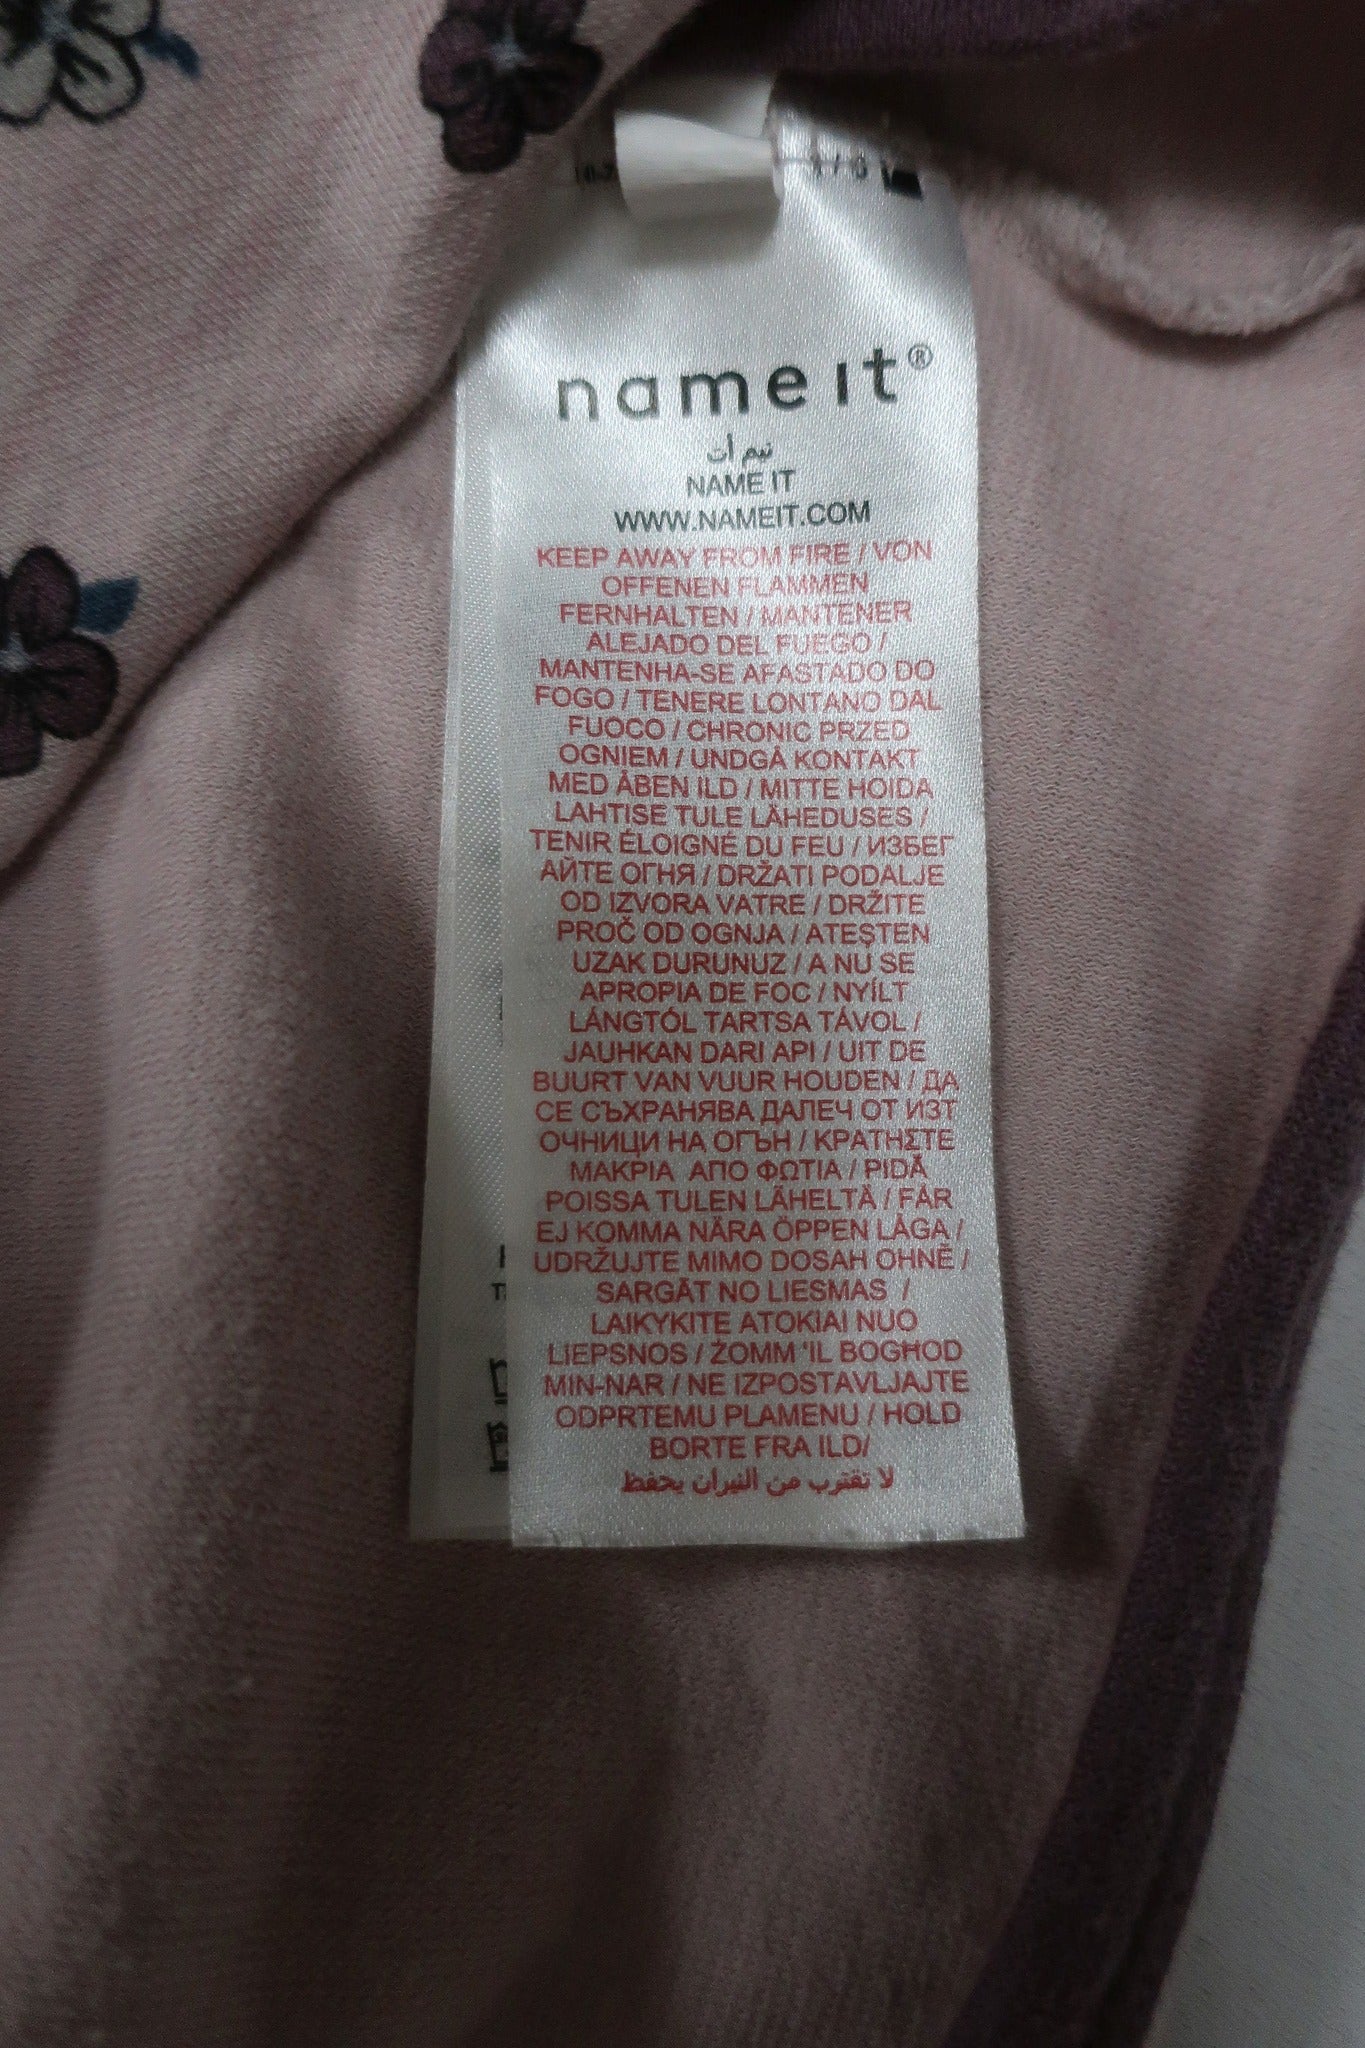 name it®
نيم ات
NAME IT
WWW.NAMEIT.COM
KEEP AWAY FROM FIRE / VON
OFFENEN FLAMMEN
FERNHALTEN / MANTENER
ALEJADO DEL FUEGO /
MANTENHA-SE AFASTADO DO
FOGO / TENERE LONTANO DAL
FUOCO / CHRONIC PRZED
OGNIEM / UNDGÅ KONTAKT
MED ÅBEN ILD / MITTE HOIDA
LAHTISE TULE LÄHEDUSES /
TENIR ÉLOIGNÉ DU FEU / ИЗБЕГ
АЙТЕ ОГНЯ / DRŽATI PODALJE
OD IZVORA VATRE / DRŽITE
PROČ OD OGNJA / ATEŞTEN
UZAK DURUNUZ / A NU SE
APROPIA DE FOC / NYÍLT
LÁNGTÓL TARTSA TÁVOL /
JAUHKAN DARI API / UIT DE
BUURT VAN VUUR HOUDEN / ДА
СЕ СЪХРАНЯВА ДАЛЕЧ ОТ ИЗТ
ОЧНИЦИ НА ОГЪН / ΚΡΑΤΗΣΤΕ
ΜΑΚΡΙΑ ΑΠΟ ΦΩΤΙΑ / PIDÄ
POISSA TULEN LÄHELTÄ / FÅR
EJ KOMMA NÄRA ÖPPEN LÅGA /
UDRŽUJTE MIMO DOSAH OHNĚ /
SARGĀT NO LIESMAS /
LAIKYKITE ATOKIAI NUO
LIEPSNOS / ŻOMM 'IL BOGĦOD
MIN-NAR / NE IZPOSTAVLJAJTE
ODPRTEMU PLAMENU / HOLD
BORTE FRA ILD/
لا تقترب من النيران يحفظ